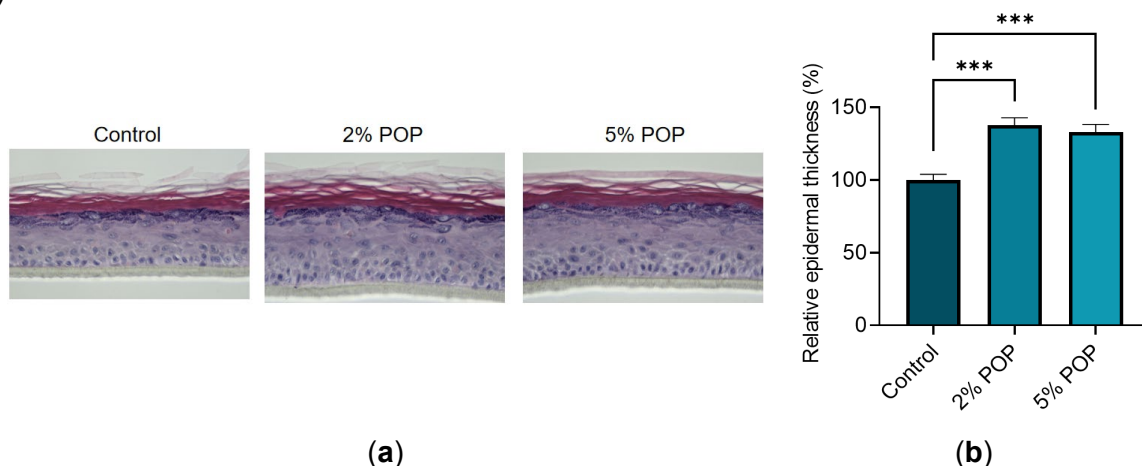 Control
2% POP
5% POP
(a)
Relative epidermal thickness (%)
150
100
50
0
***
***
Control
2% POP
5% POP
(b)